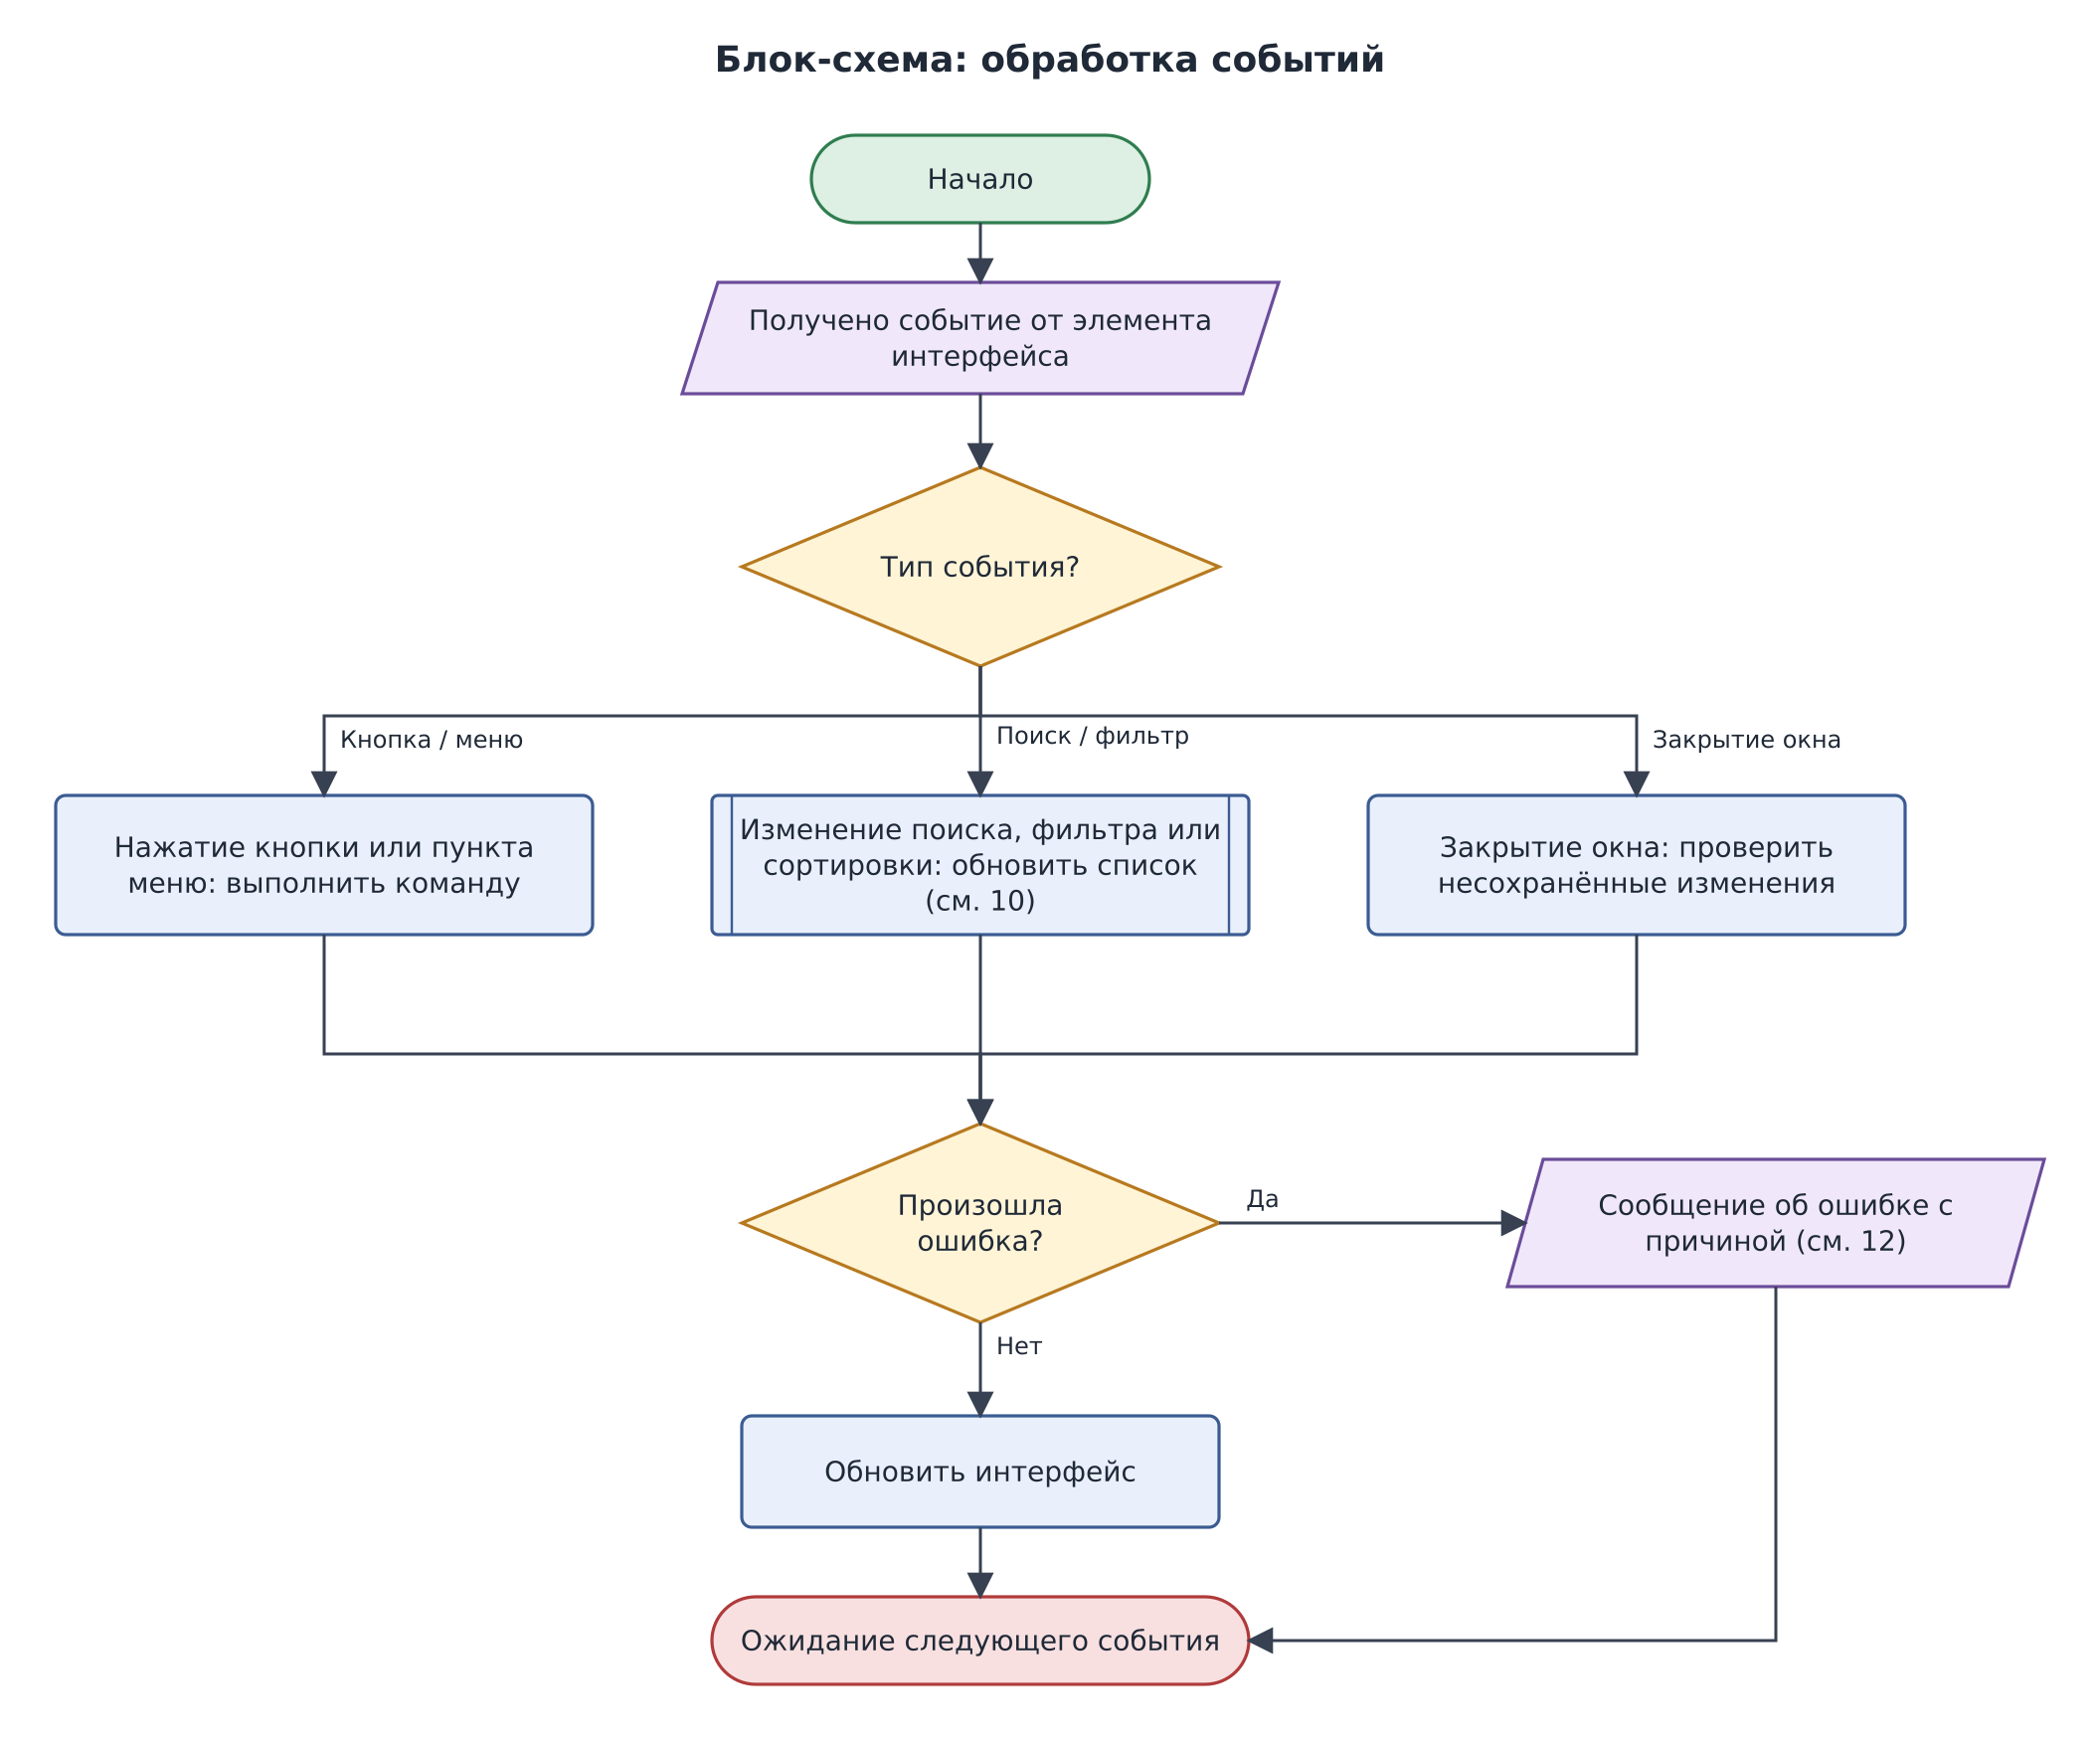 Блок-схема: обработка событий
Начало
Получено событие от элемента
интерфейса
Тип события?
Кнопка / меню
Поиск / фильтр
Закрытие окна
Нажатие кнопки или пункта
меню: выполнить команду
Изменение поиска, фильтра или
сортировки: обновить список
(см. 10)
Закрытие окна: проверить
несохранённые изменения
Произошла
ошибка?
Да
Сообщение об ошибке с
причиной (см. 12)
Нет
Обновить интерфейс
Ожидание следующего события